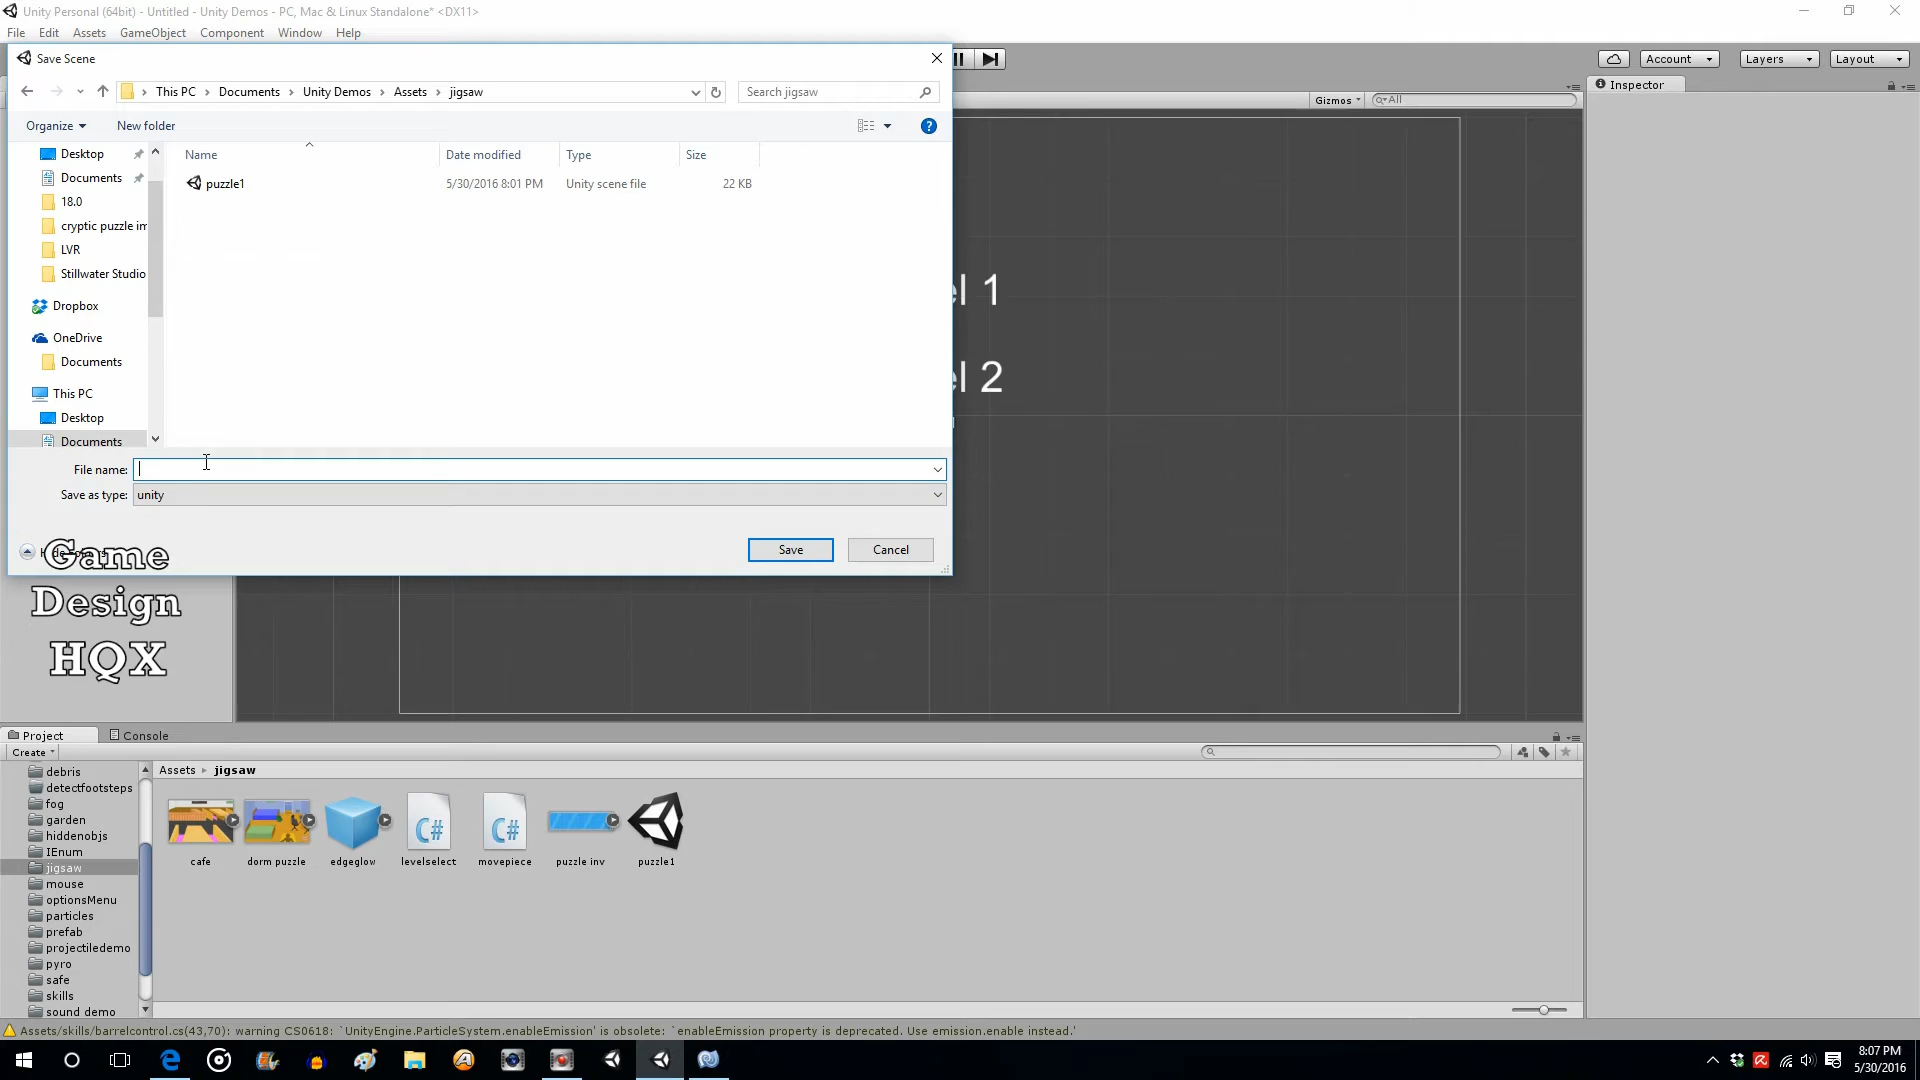 Unity Personal (64bit) - Untitled - Unity Demos - PC, Mac & Linux Standalone* <DX11>
File Edit Assets GameObject Component Window Help
Save Scene
This PC Documents Unity Demos Assets jigsaw
Search jigsaw
Organize New folder
Name Date modified Type Size
puzzle1 5/30/2016 8:01 PM Unity scene file 22 KB
Desktop
Documents
18.0
cryptic puzzle im
LVR
Stillwater Studio
Dropbox
OneDrive
Documents
This PC
Desktop
Documents
File name:
Save as type: unity
Save Cancel
Account Layers Layout
Gizmos All
Inspector
el 1
el 2
Game
Design
HQX
Project Console
Create
Assets jigsaw
debris
detectfootsteps
fog
garden
hiddenobjs
IEnum
jigsaw
mouse
optionsMenu
particles
prefab
projectiledemo
pyro
safe
skills
sound demo
cafe dorm puzzle edgeglow levelselect movepiece puzzle inv puzzle1
C# C#
Assets/skills/barrelcontrol.cs(43,70): warning CS0618: `UnityEngine.ParticleSystem.enableEmission' is obsolete: `enableEmission property is deprecated. Use emission.enable instead.'
8:07 PM
5/30/2016